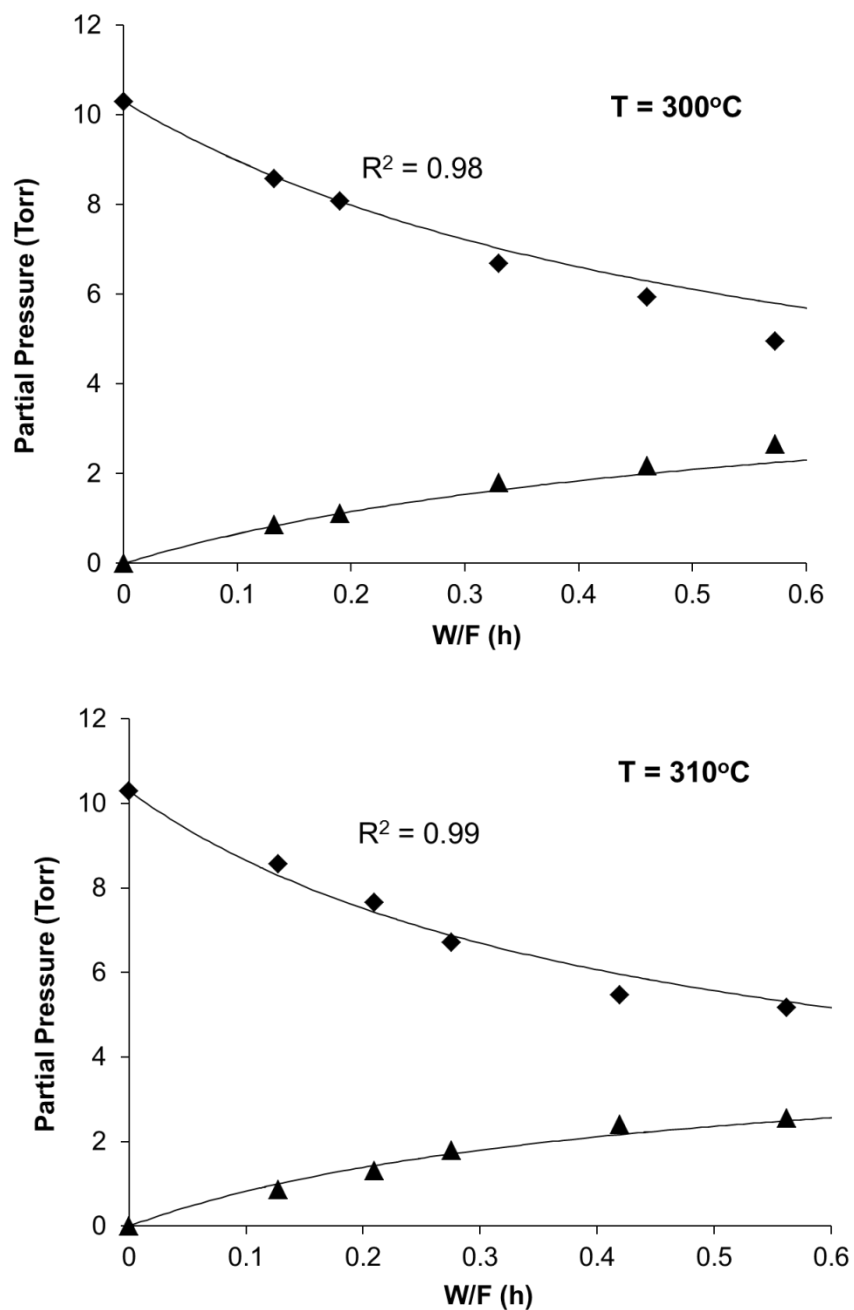 12
T = 300°C
10
R² = 0.98
8
Partial Pressure (Torr)
6
4
2
0
0 0.1 0.2 0.3 0.4 0.5 0.6
W/F (h)
12
T = 310°C
10
R² = 0.99
8
Partial Pressure (Torr)
6
4
2
0
0 0.1 0.2 0.3 0.4 0.5 0.6
W/F (h)